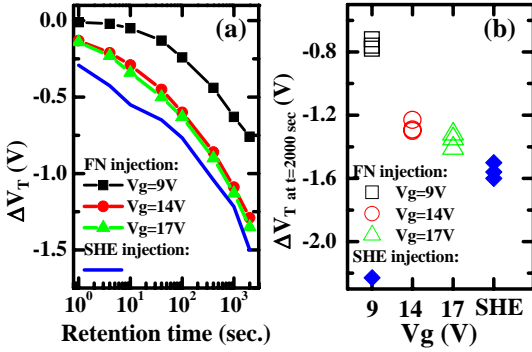 (a)
0.0
-0.5
-1.0
-1.5
ΔV_T (V)
FN injection:
Vg=9V
Vg=14V
Vg=17V
SHE injection:
10^0 10^1 10^2 10^3
Retention time (sec.)
(b)
-0.8
-1.2
-1.6
-2.0
ΔV_T at t=2000 sec (V)
FN injection:
Vg=9V
Vg=14V
Vg=17V
SHE injection:
9 14 17 SHE
Vg (V)